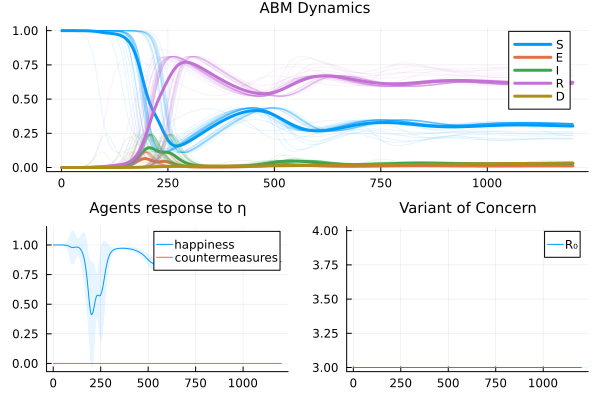 ABM Dynamics
1.00
0.75
0.50
0.25
0.00
0 250 500 750 1000
S
E
I
R
D
Agents response to η
1.00
0.75
0.50
0.25
0.00
0 250 500 750 1000
happiness
countermeasures
Variant of Concern
4.00
3.75
3.50
3.25
3.00
0 250 500 750 1000
R₀